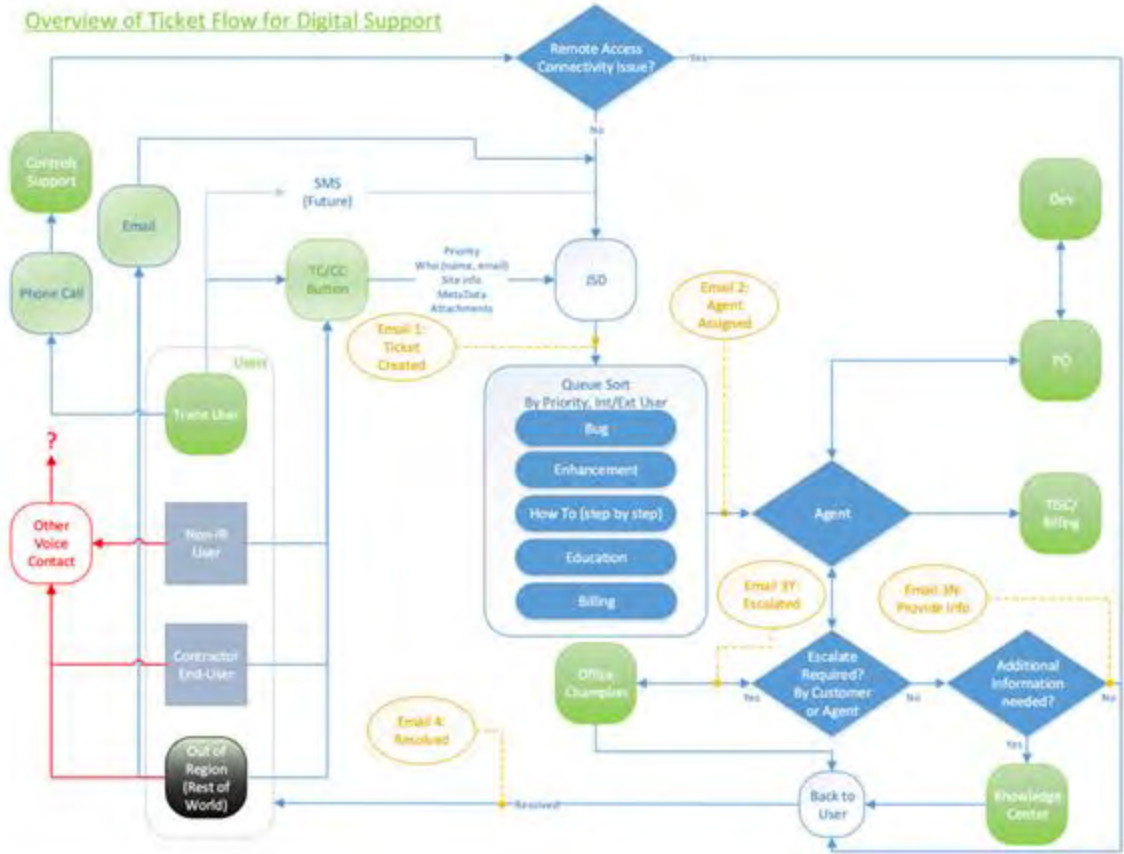 Overview of Ticket Flow for Digital Support
Remote Access
Connectivity Issue?
Yes
No
Controls
Support
Email
SMS
(Future)
Phone Call
TC/CC
Button
Priority
Who (name, email)
Site info
MetaData
Attachments
JSD
Dev
Email 2:
Agent
Assigned
Email 1:
Ticket
Created
Users
PO
Queue Sort
By Priority, Int/Ext User
Bug
Enhancement
How To (step by step)
Education
Billing
Trane User
?
Other
Voice
Contact
Non-IR
User
Agent
TISC/
Billing
Email 3Y:
Escalated
Email 3N:
Provide Info
Contractor
End-User
Office
Champion
Yes
Escalate
Required?
By Customer
or Agent
No
Additional
Information
needed?
No
Yes
Email 4:
Resolved
Out of
Region
(Rest of
World)
Resolved
Back to
User
Knowledge
Center